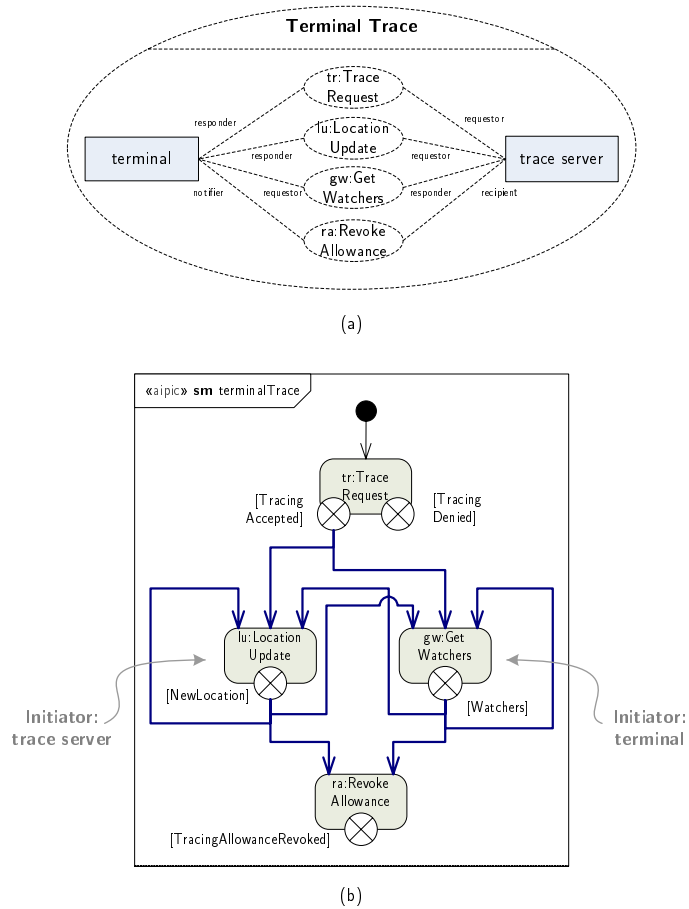 Terminal Trace
tr:Trace
Request
responder
requestor
lu:Location
Update
terminal
responder
requestor
trace server
gw:Get
Watchers
notifier
requestor
responder
recipient
ra:Revoke
Allowance
(a)
«aipic» sm terminalTrace
tr:Trace
Request
[Tracing
Accepted]
[Tracing
Denied]
lu:Location
Update
gw:Get
Watchers
[NewLocation]
[Watchers]
Initiator:
trace server
Initiator:
terminal
ra:Revoke
Allowance
[TracingAllowanceRevoked]
(b)